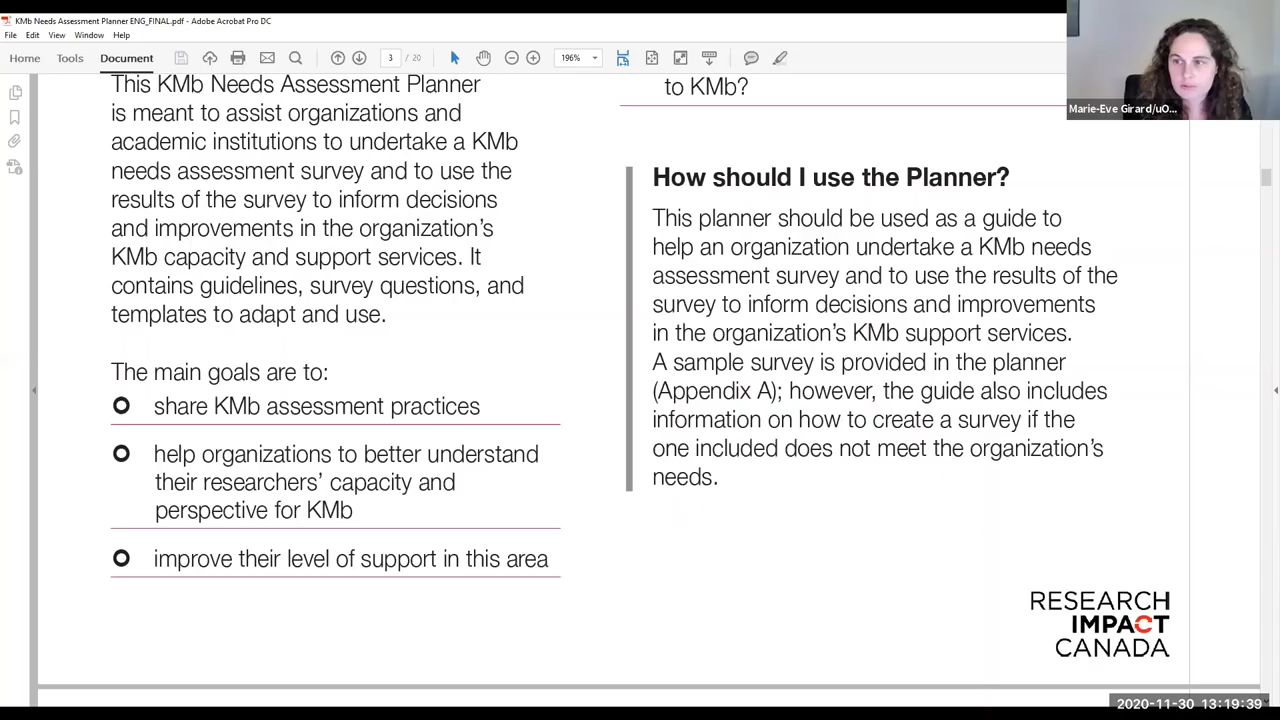 KMb Needs Assessment Planner ENG_FINAL.pdf - Adobe Acrobat Pro DC
File Edit View Window Help
Home Tools Document 3 / 20 196%
This KMb Needs Assessment Planner
is meant to assist organizations and
academic institutions to undertake a KMb
needs assessment survey and to use the
results of the survey to inform decisions
and improvements in the organization's
KMb capacity and support services. It
contains guidelines, survey questions, and
templates to adapt and use.
The main goals are to:
share KMb assessment practices
help organizations to better understand
their researchers' capacity and
perspective for KMb
improve their level of support in this area
to KMb?
How should I use the Planner?
This planner should be used as a guide to
help an organization undertake a KMb needs
assessment survey and to use the results of the
survey to inform decisions and improvements
in the organization's KMb support services.
A sample survey is provided in the planner
(Appendix A); however, the guide also includes
information on how to create a survey if the
one included does not meet the organization's
needs.
RESEARCH
IMPACT
CANADA
Marie-Eve Girard/uO...
2020-11-30 13:19:39